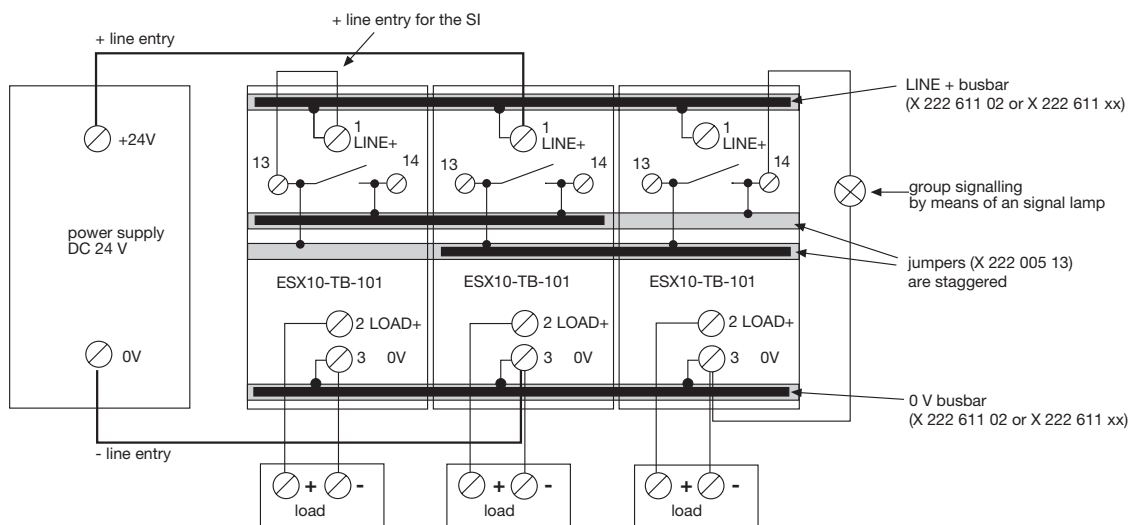 + line entry for the SI
+ line entry
LINE + busbar
(X 222 611 02 or X 222 611 xx)
+24V
1
LINE+
1
LINE+
1
LINE+
13
14
13
14
13
14
group signalling
by means of an signal lamp
power supply
DC 24 V
jumpers (X 222 005 13)
are staggered
ESX10-TB-101
ESX10-TB-101
ESX10-TB-101
2 LOAD+
2 LOAD+
2 LOAD+
0V
3 0V
3 0V
3 0V
0 V busbar
(X 222 611 02 or X 222 611 xx)
- line entry
+ -
+ -
+ -
load
load
load